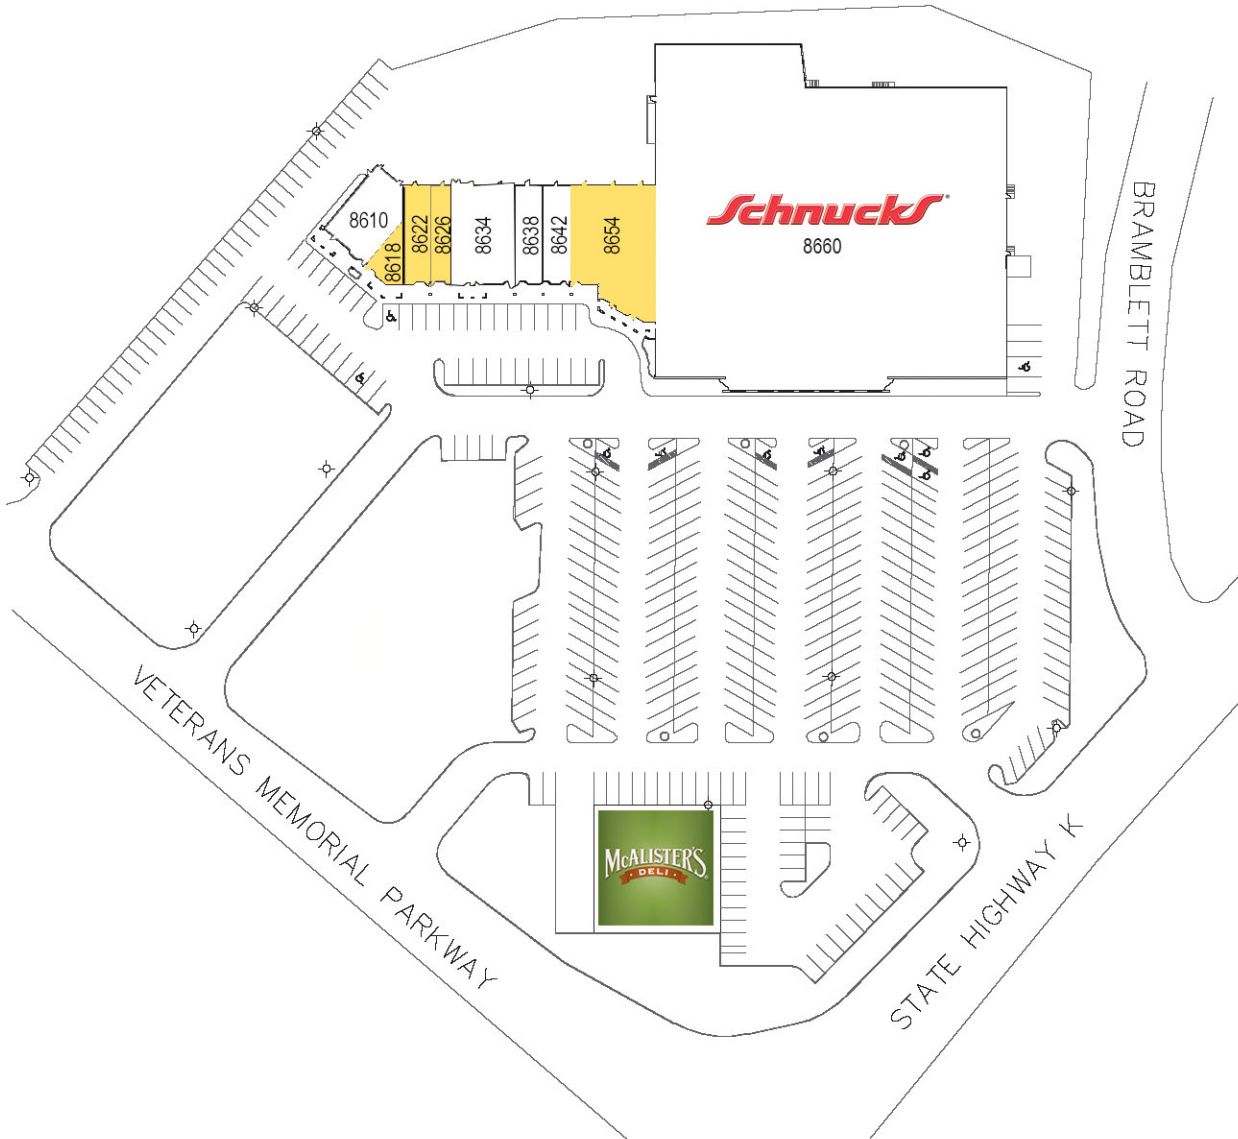 Schnucks®
8660
8610
8618
8622
8626
8634
8638
8642
8654
BRAMBLETT ROAD
VETERANS MEMORIAL PARKWAY
McALISTER'S®
DELI
STATE HIGHWAY K